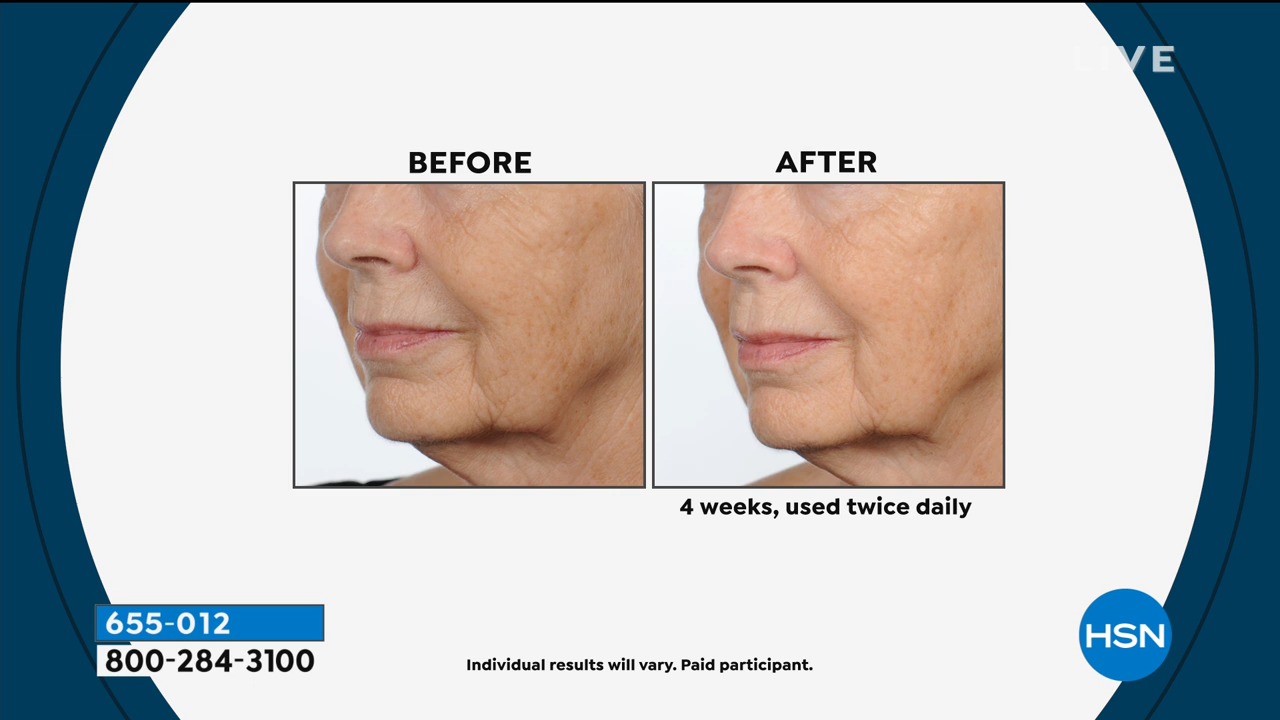 LIVE
BEFORE
AFTER
4 weeks, used twice daily
655-012
800-284-3100
Individual results will vary. Paid participant.
HSN